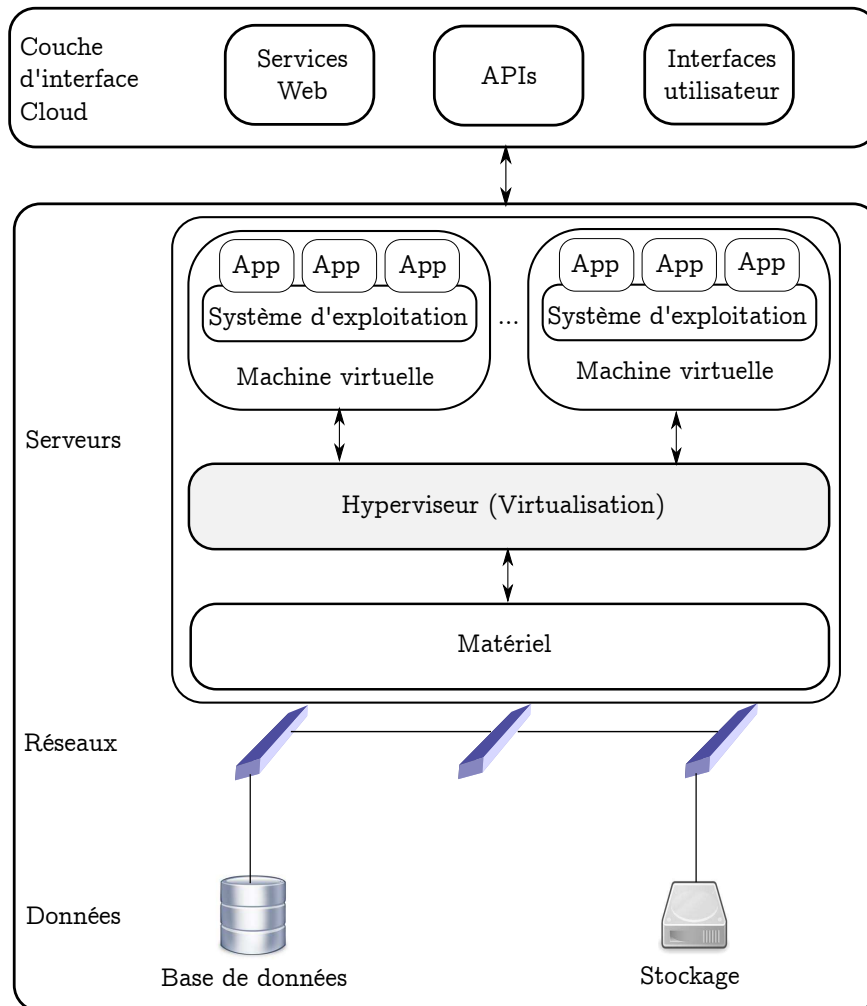 Couche
d'interface
Cloud
Services
Web
APIs
Interfaces
utilisateur
App App App
Système d'exploitation
Machine virtuelle
...
App App App
Système d'exploitation
Machine virtuelle
Serveurs
Hyperviseur (Virtualisation)
Matériel
Réseaux
Données
Base de données
Stockage